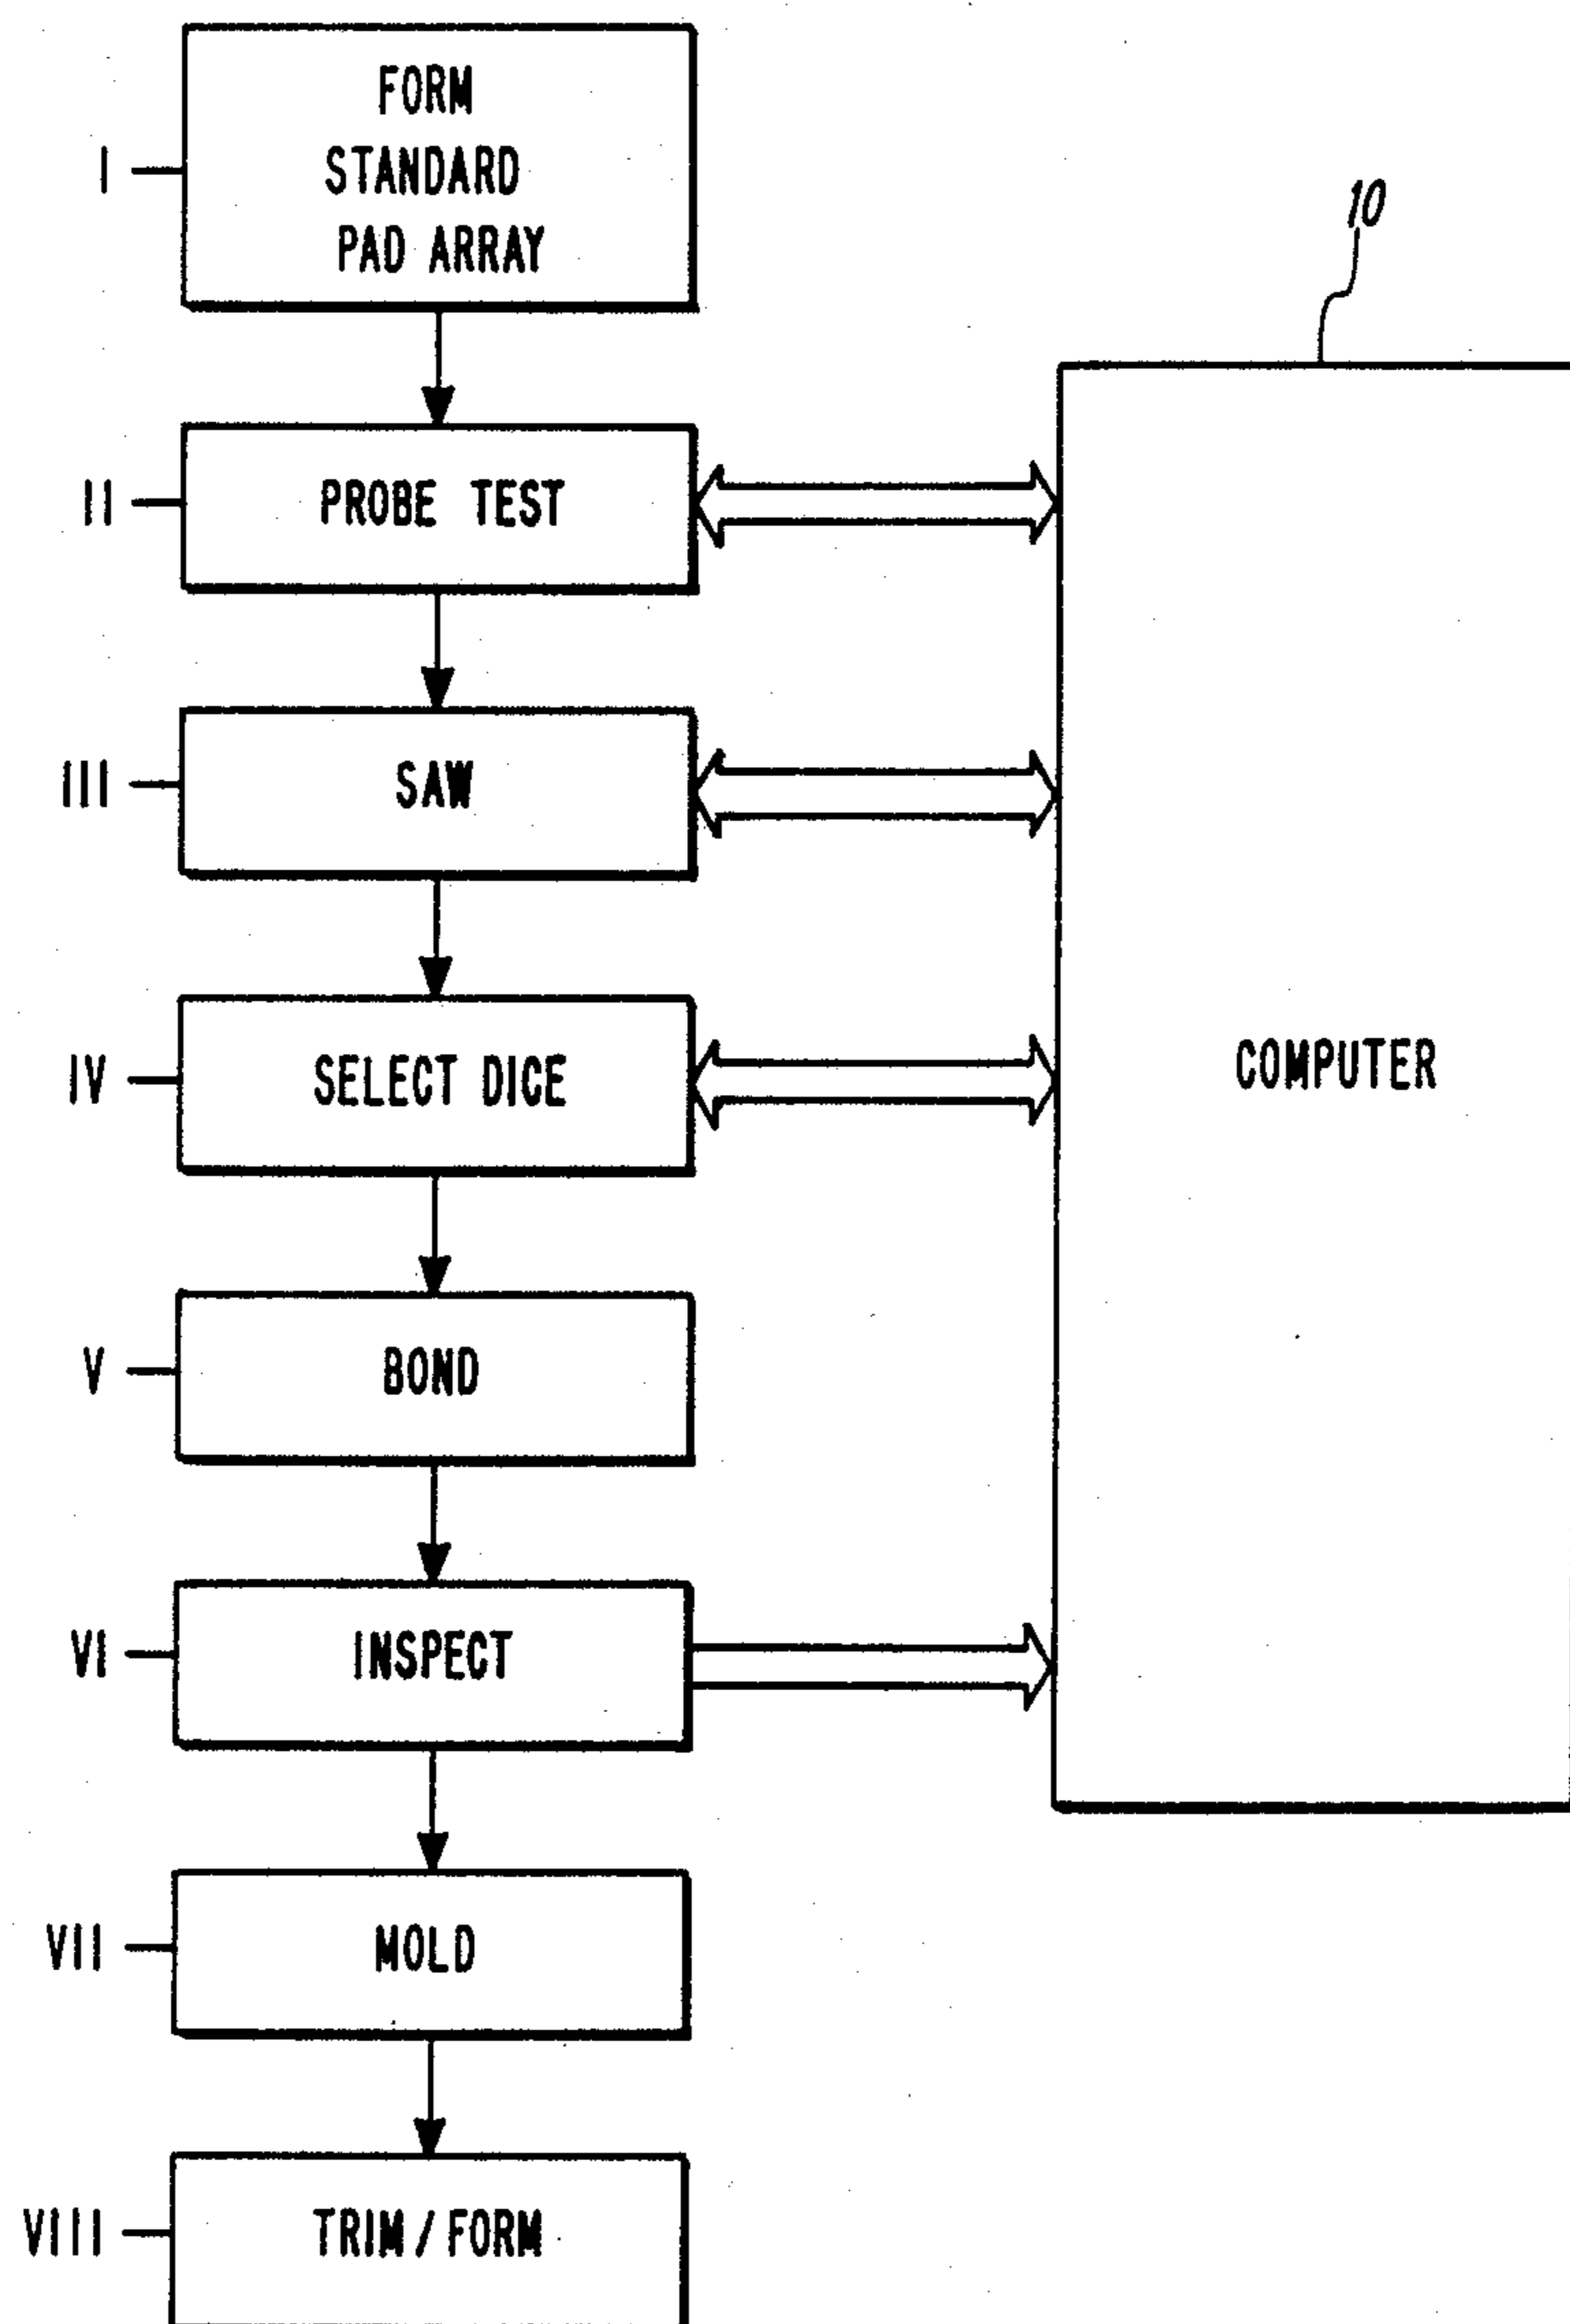 FORM
STANDARD
PAD ARRAY
I
10
II
PROBE TEST
III
SAW
IV
SELECT DICE
COMPUTER
V
BOND
VI
INSPECT
VII
MOLD
VIII
TRIM / FORM